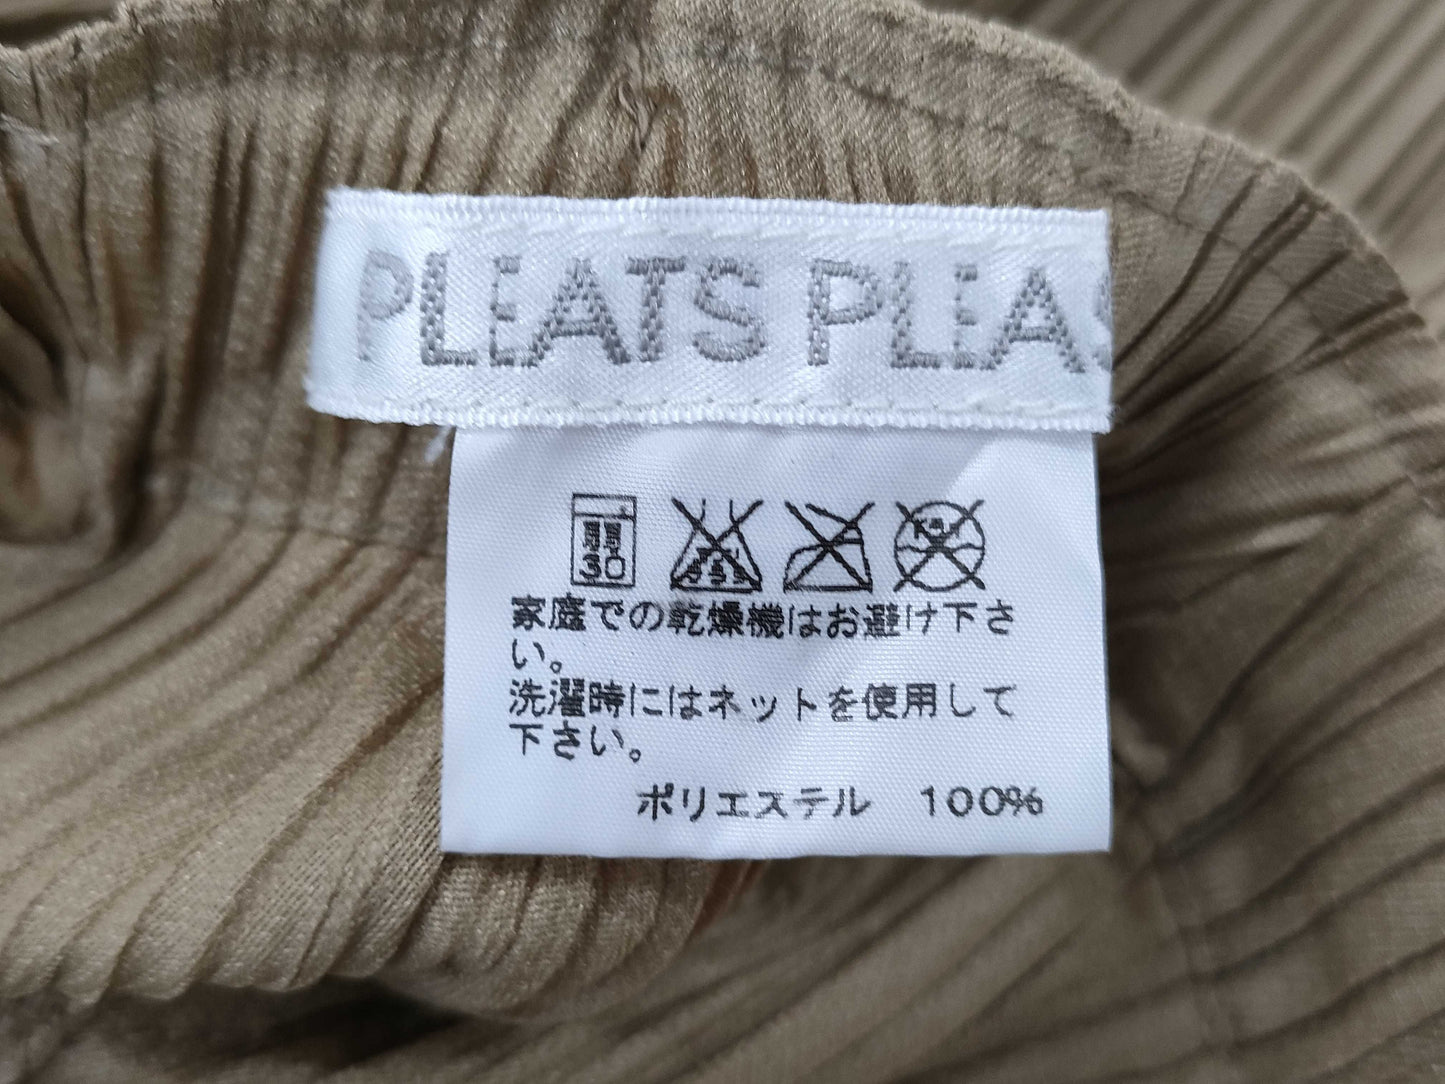 PLEATS PLEAS
弱
30
家庭での乾燥機はお避け下さ
い。
洗濯時にはネットを使用して
下さい。
ポリエステル 100%